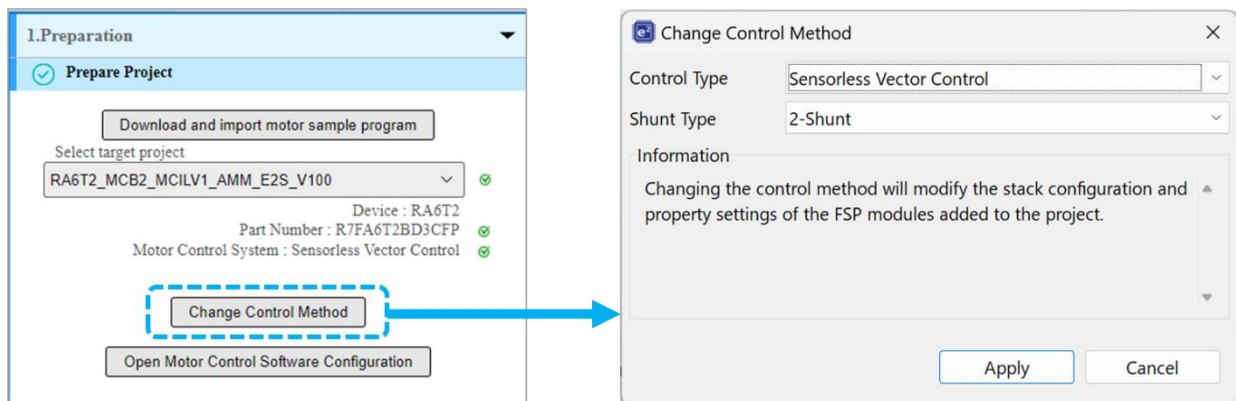 1.Preparation
Prepare Project
Download and import motor sample program
Select target project
RA6T2_MCB2_MCILV1_AMM_E2S_V100
Device : RA6T2
Part Number : R7FA6T2BD3CFP
Motor Control System : Sensorless Vector Control
Change Control Method
Open Motor Control Software Configuration
e²
Change Control Method
Control Type
Sensorless Vector Control
Shunt Type
2-Shunt
Information
Changing the control method will modify the stack configuration and
property settings of the FSP modules added to the project.
Apply
Cancel